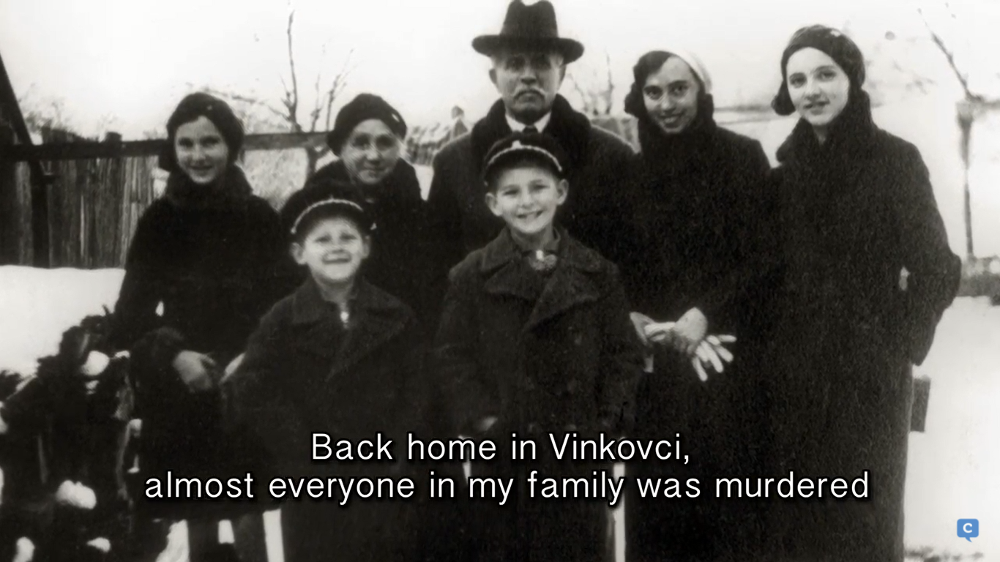 Back home in Vinkovci,
almost everyone in my family was murdered
C